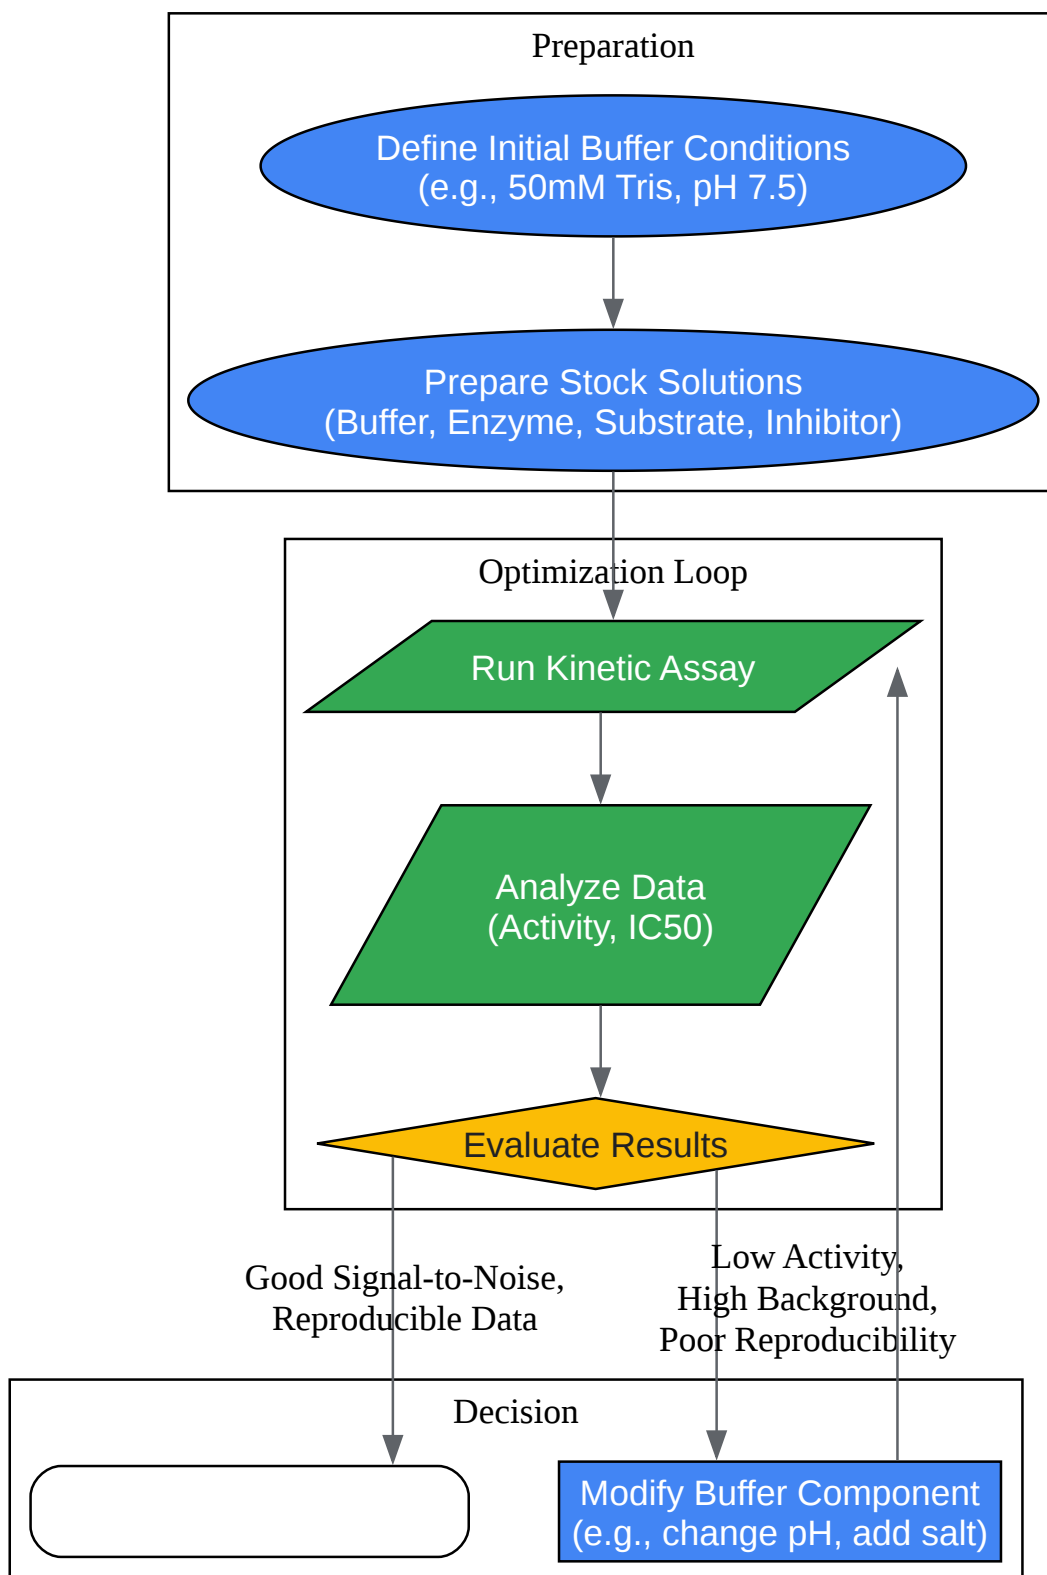 Preparation
Define Initial Buffer Conditions
(e.g., 50mM Tris, pH 7.5)
Prepare Stock Solutions
(Buffer, Enzyme, Substrate, Inhibitor)
Optimization Loop
Run Kinetic Assay
Analyze Data
(Activity, IC50)
Evaluate Results
Good Signal-to-Noise,
Reproducible Data
Low Activity,
High Background,
Poor Reproducibility
Decision
Modify Buffer Component
(e.g., change pH, add salt)